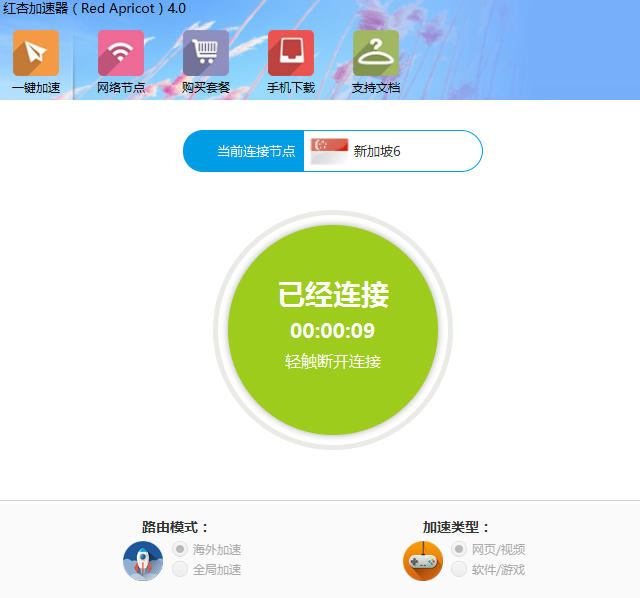 红杏加速器（Red Apricot）4.0
一键加速 网络节点 购买套餐 手机下载 支持文档
当前连接节点 新加坡6
已经连接
00:00:09
轻触断开连接
路由模式： 加速类型：
海外加速 网页/视频
全局加速 软件/游戏